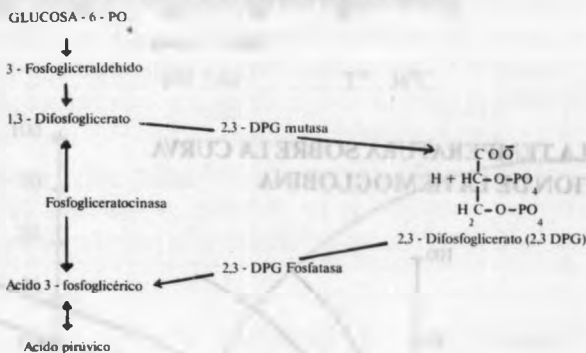 GLUCOSA - 6 - PO
4
3 - Fosfogliceraldehido
1,3 - Difosfoglicerato
2,3 - DPG mutasa
C O O̅
H + HC - O - PO
4
H C - O - PO
2 4
Fosfogliceratocinasa
2,3 - Difosfoglicerato (2,3 DPG)
2,3 - DPG Fosfatasa
Acido 3 - fosfoglicérico
Acido pirúvico